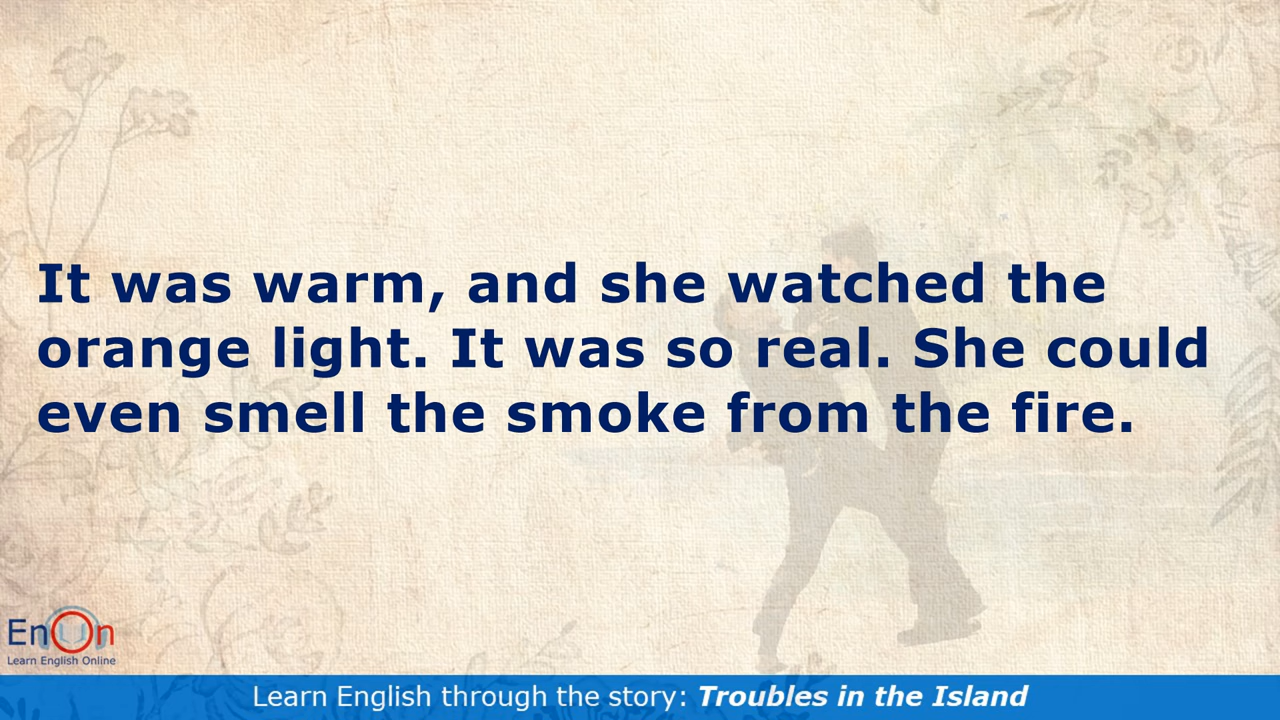 It was warm, and she watched the
orange light. It was so real. She could
even smell the smoke from the fire.
EnOn
Learn English Online
Learn English through the story: Troubles in the Island